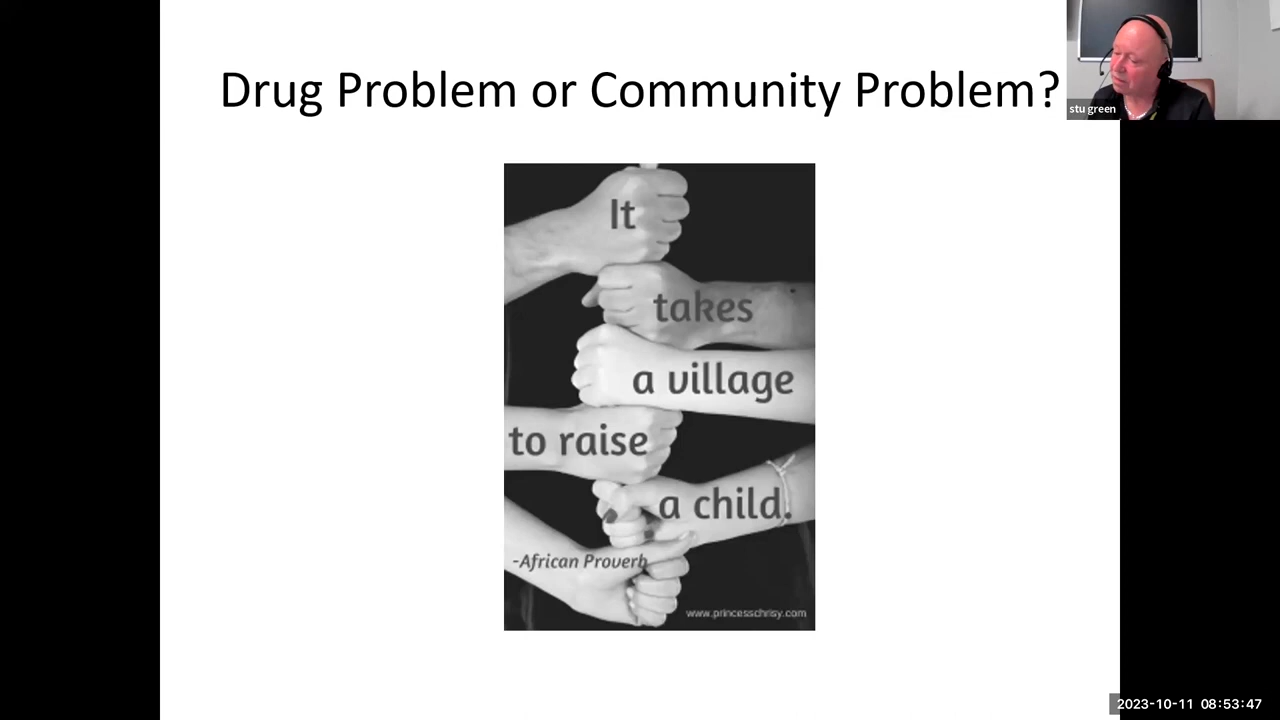 Drug Problem or Community Problem?
stu green
It
takes
a village
to raise
a child.
-African Proverb
www.princesschrisy.com
2023-10-11 08:53:47